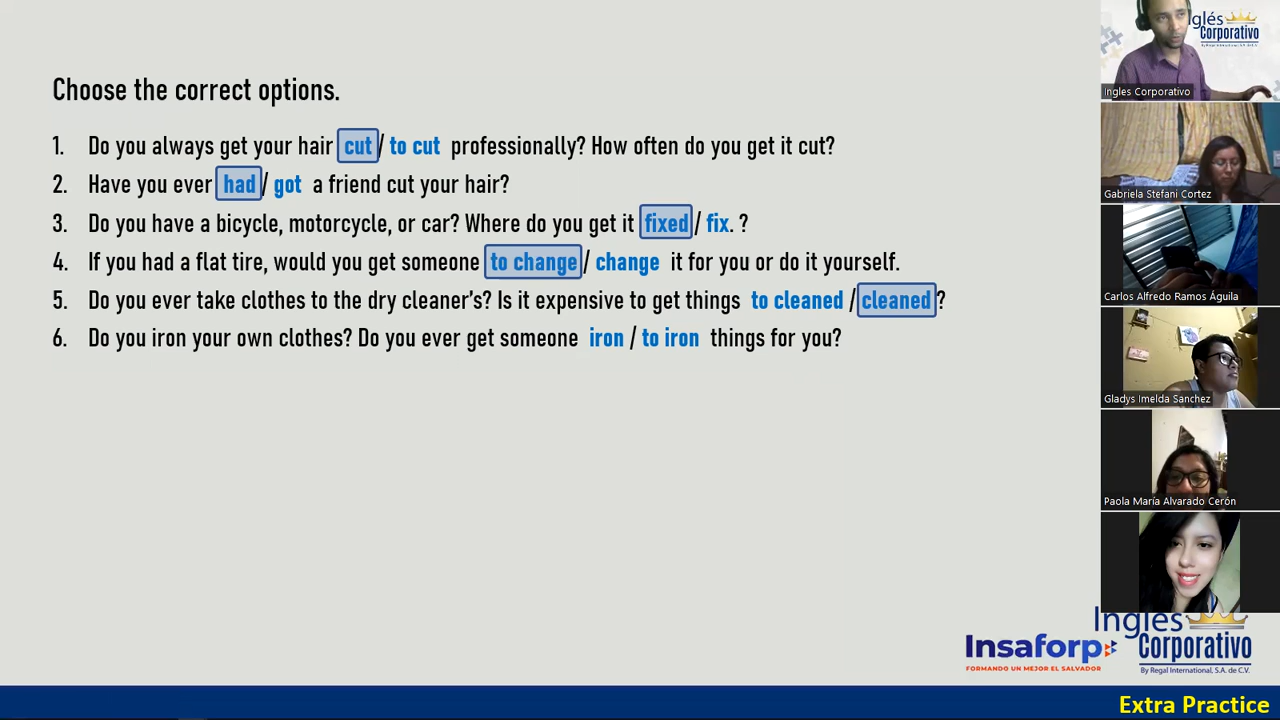 Choose the correct options.
1. Do you always get your hair cut / to cut professionally? How often do you get it cut?
2. Have you ever had / got a friend cut your hair?
3. Do you have a bicycle, motorcycle, or car? Where do you get it fixed / fix. ?
4. If you had a flat tire, would you get someone to change / change it for you or do it yourself.
5. Do you ever take clothes to the dry cleaner's? Is it expensive to get things to cleaned / cleaned ?
6. Do you iron your own clothes? Do you ever get someone iron / to iron things for you?
glés
Corporativo
Ingles Corporativo
Gabriela Stefani Cortez
Carlos Alfredo Ramos Águila
Gladys Imelda Sanchez
Paola María Alvarado Cerón
Insaforp
FORMANDO UN MEJOR EL SALVADOR
Inglés
Corporativo
By Regal International, S.A. de C.V.
Extra Practice